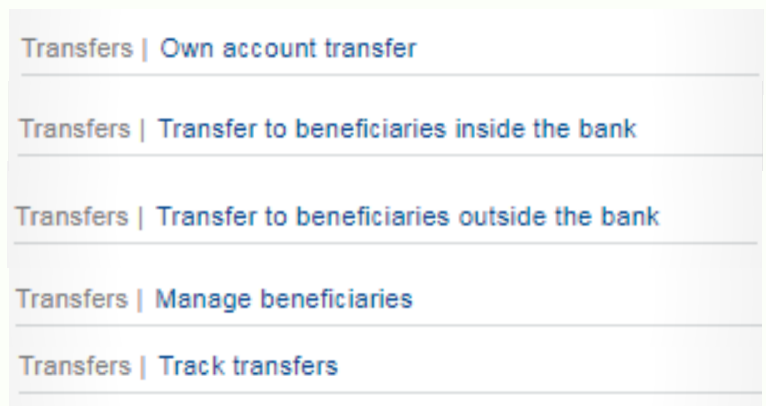 Transfers | Own account transfer
Transfers | Transfer to beneficiaries inside the bank
Transfers | Transfer to beneficiaries outside the bank
Transfers | Manage beneficiaries
Transfers | Track transfers